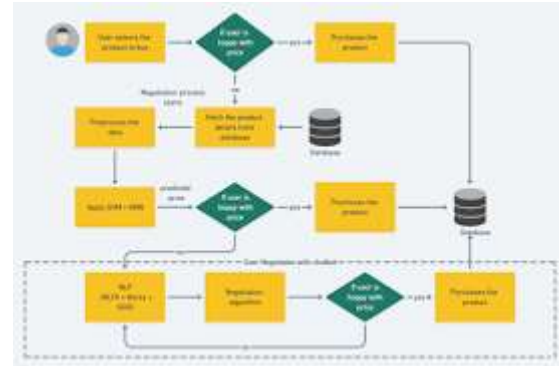 User selects the
product to buy
If user is
happy with
price
yes
Purchases the
product
no
Negotiation process
starts
Preprocess the
data
Fetch the product
details from
database
Database
predicted
price
If user is
happy with
price
yes
Purchases the
product
Database
User Negotiation with chatbot
NLP
Negotiation
algorithm
If user is
happy with
price
yes
Purchases the
product